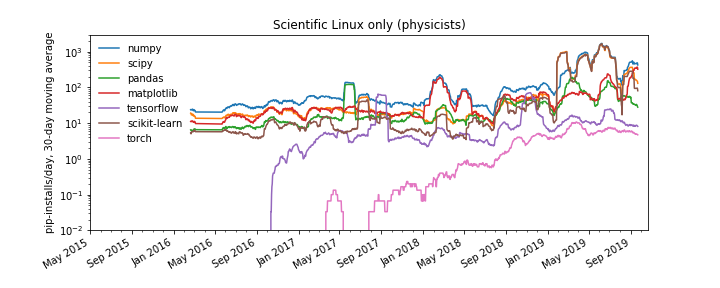 Scientific Linux only (physicists)
pip-installs/day, 30-day moving average
10³
10²
10¹
10⁰
10⁻¹
10⁻²
numpy
scipy
pandas
matplotlib
tensorflow
scikit-learn
torch
May 2015
Sep 2015
Jan 2016
May 2016
Sep 2016
Jan 2017
May 2017
Sep 2017
Jan 2018
May 2018
Sep 2018
Jan 2019
May 2019
Sep 2019